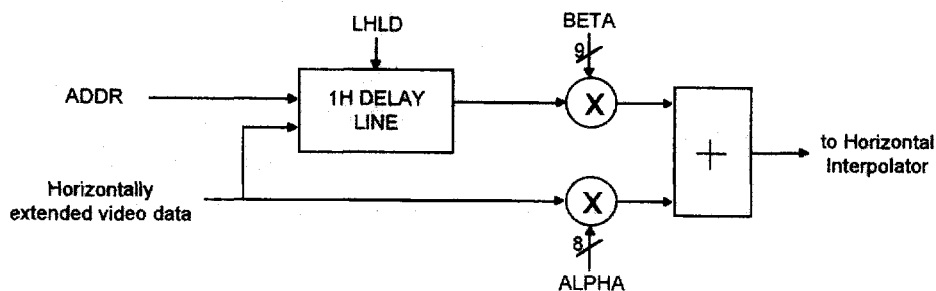 LHLD
BETA
9
ADDR
1H DELAY
LINE
X
+
to Horizontal
Interpolator
Horizontally
extended video data
X
8
ALPHA